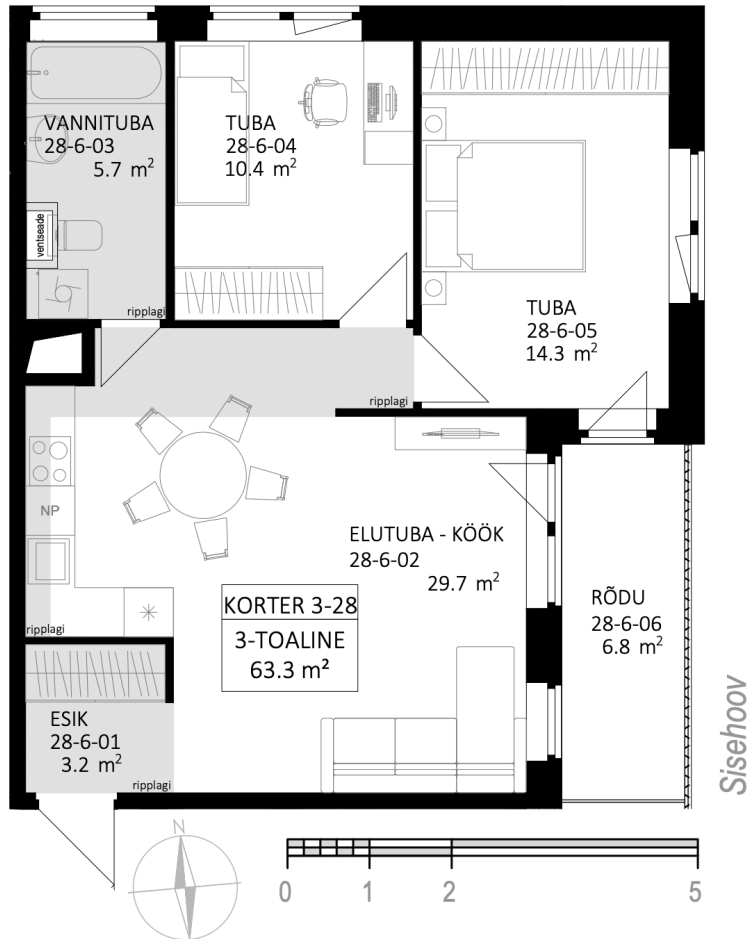 VANNITUBA
28-6-03
5.7 m²
ventseade
ripplagi
TUBA
28-6-04
10.4 m²
TUBA
28-6-05
14.3 m²
ripplagi
NP
ripplagi
ELUTUBA - KÖÖK
28-6-02
29.7 m²
KORTER 3-28
3-TOALINE
63.3 m²
RÕDU
28-6-06
6.8 m²
Sisehoov
ESIK
28-6-01
3.2 m²
ripplagi
N
0 1 2 5